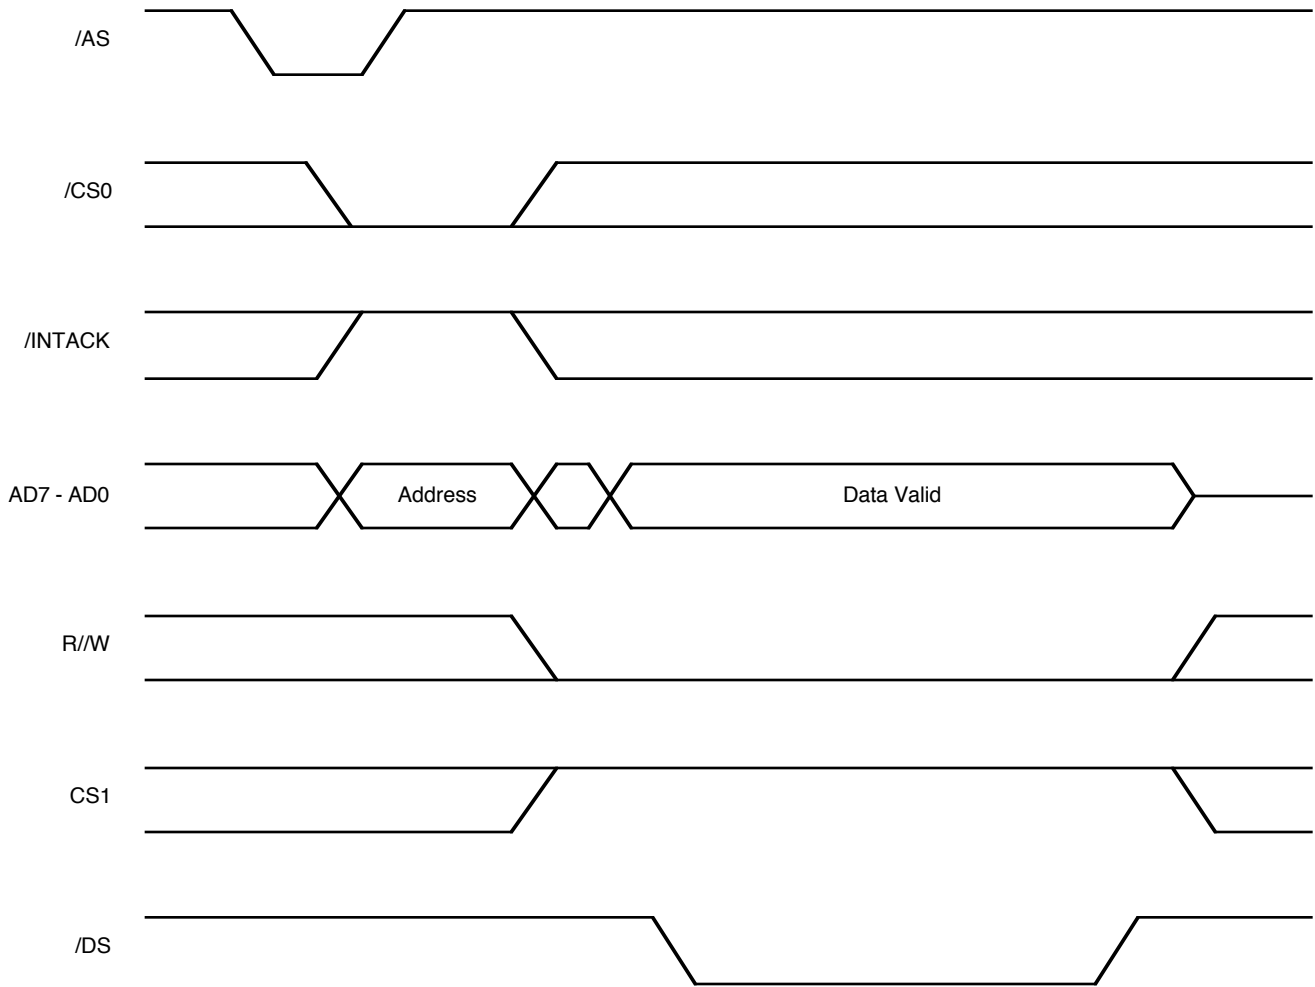 /AS
/CS0
/INTACK
AD7 - AD0
Address
Data Valid
R//W
CS1
/DS